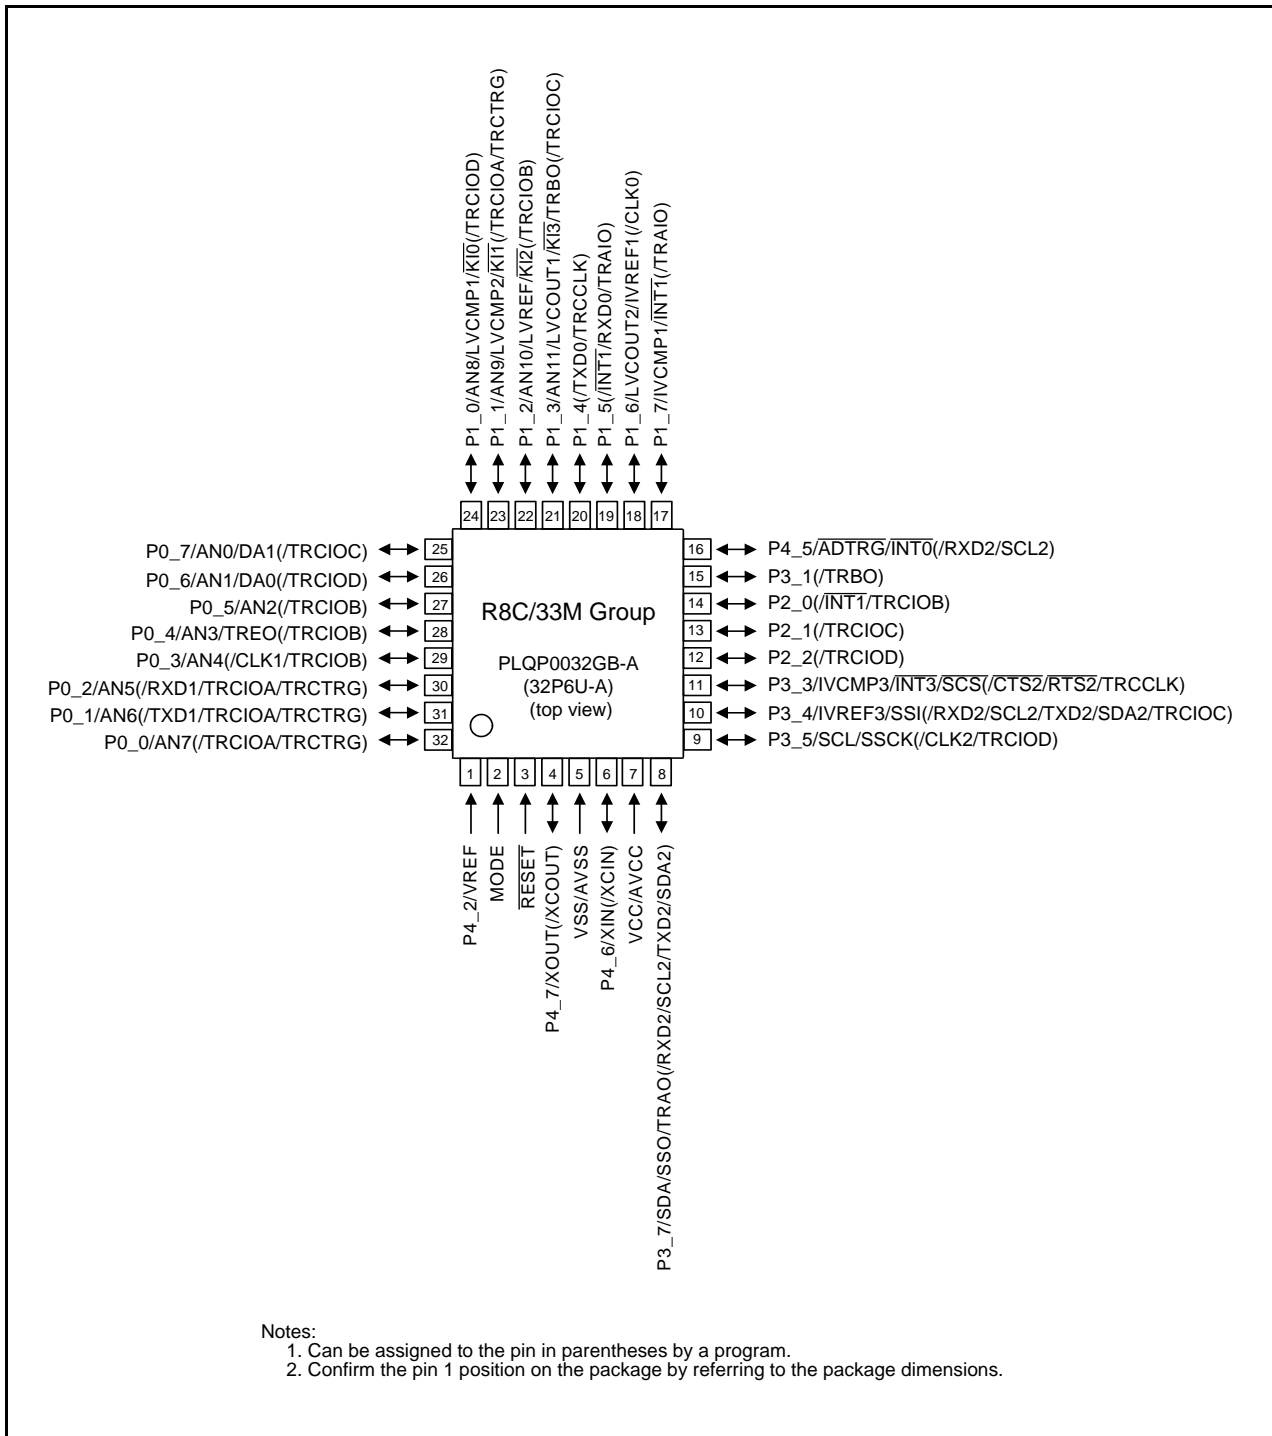 P1_0/AN8/LVCMP1/KI0(/TRCIOD)
P1_1/AN9/LVCMP2/KI1(/TRCIOA/TRCTRG)
P1_2/AN10/LVREF/KI2(/TRCIOB)
P1_3/AN11/LVCOUT1/KI3/TRBO(/TRCIOC)
P1_4(/TXD0/TRCCLK)
P1_5(/INT1/RXD0/TRAIO)
P1_6/LVCOUT2/IVREF1(/CLK0)
P1_7/IVCMP1/INT1(/TRAIO)
24 23 22 21 20 19 18 17
P0_7/AN0/DA1(/TRCIOC) 25
P0_6/AN1/DA0(/TRCIOD) 26
P0_5/AN2(/TRCIOB) 27
P0_4/AN3/TREO(/TRCIOB) 28
P0_3/AN4(/CLK1/TRCIOB) 29
P0_2/AN5(/RXD1/TRCIOA/TRCTRG) 30
P0_1/AN6(/TXD1/TRCIOA/TRCTRG) 31
P0_0/AN7(/TRCIOA/TRCTRG) 32
R8C/33M Group
PLQP0032GB-A
(32P6U-A)
(top view)
16 P4_5/ADTRG/INT0(/RXD2/SCL2)
15 P3_1(/TRBO)
14 P2_0(/INT1/TRCIOB)
13 P2_1(/TRCIOC)
12 P2_2(/TRCIOD)
11 P3_3/IVCMP3/INT3/SCS(/CTS2/RTS2/TRCCLK)
10 P3_4/IVREF3/SSI(/RXD2/SCL2/TXD2/SDA2/TRCIOC)
9 P3_5/SCL/SSCK(/CLK2/TRCIOD)
1 2 3 4 5 6 7 8
P4_2/VREF
MODE
RESET
P4_7/XOUT(/XCOUT)
VSS/AVSS
P4_6/XIN(/XCIN)
VCC/AVCC
P3_7/SDA/SSO/TRAO(/RXD2/SCL2/TXD2/SDA2)
Notes:
1. Can be assigned to the pin in parentheses by a program.
2. Confirm the pin 1 position on the package by referring to the package dimensions.